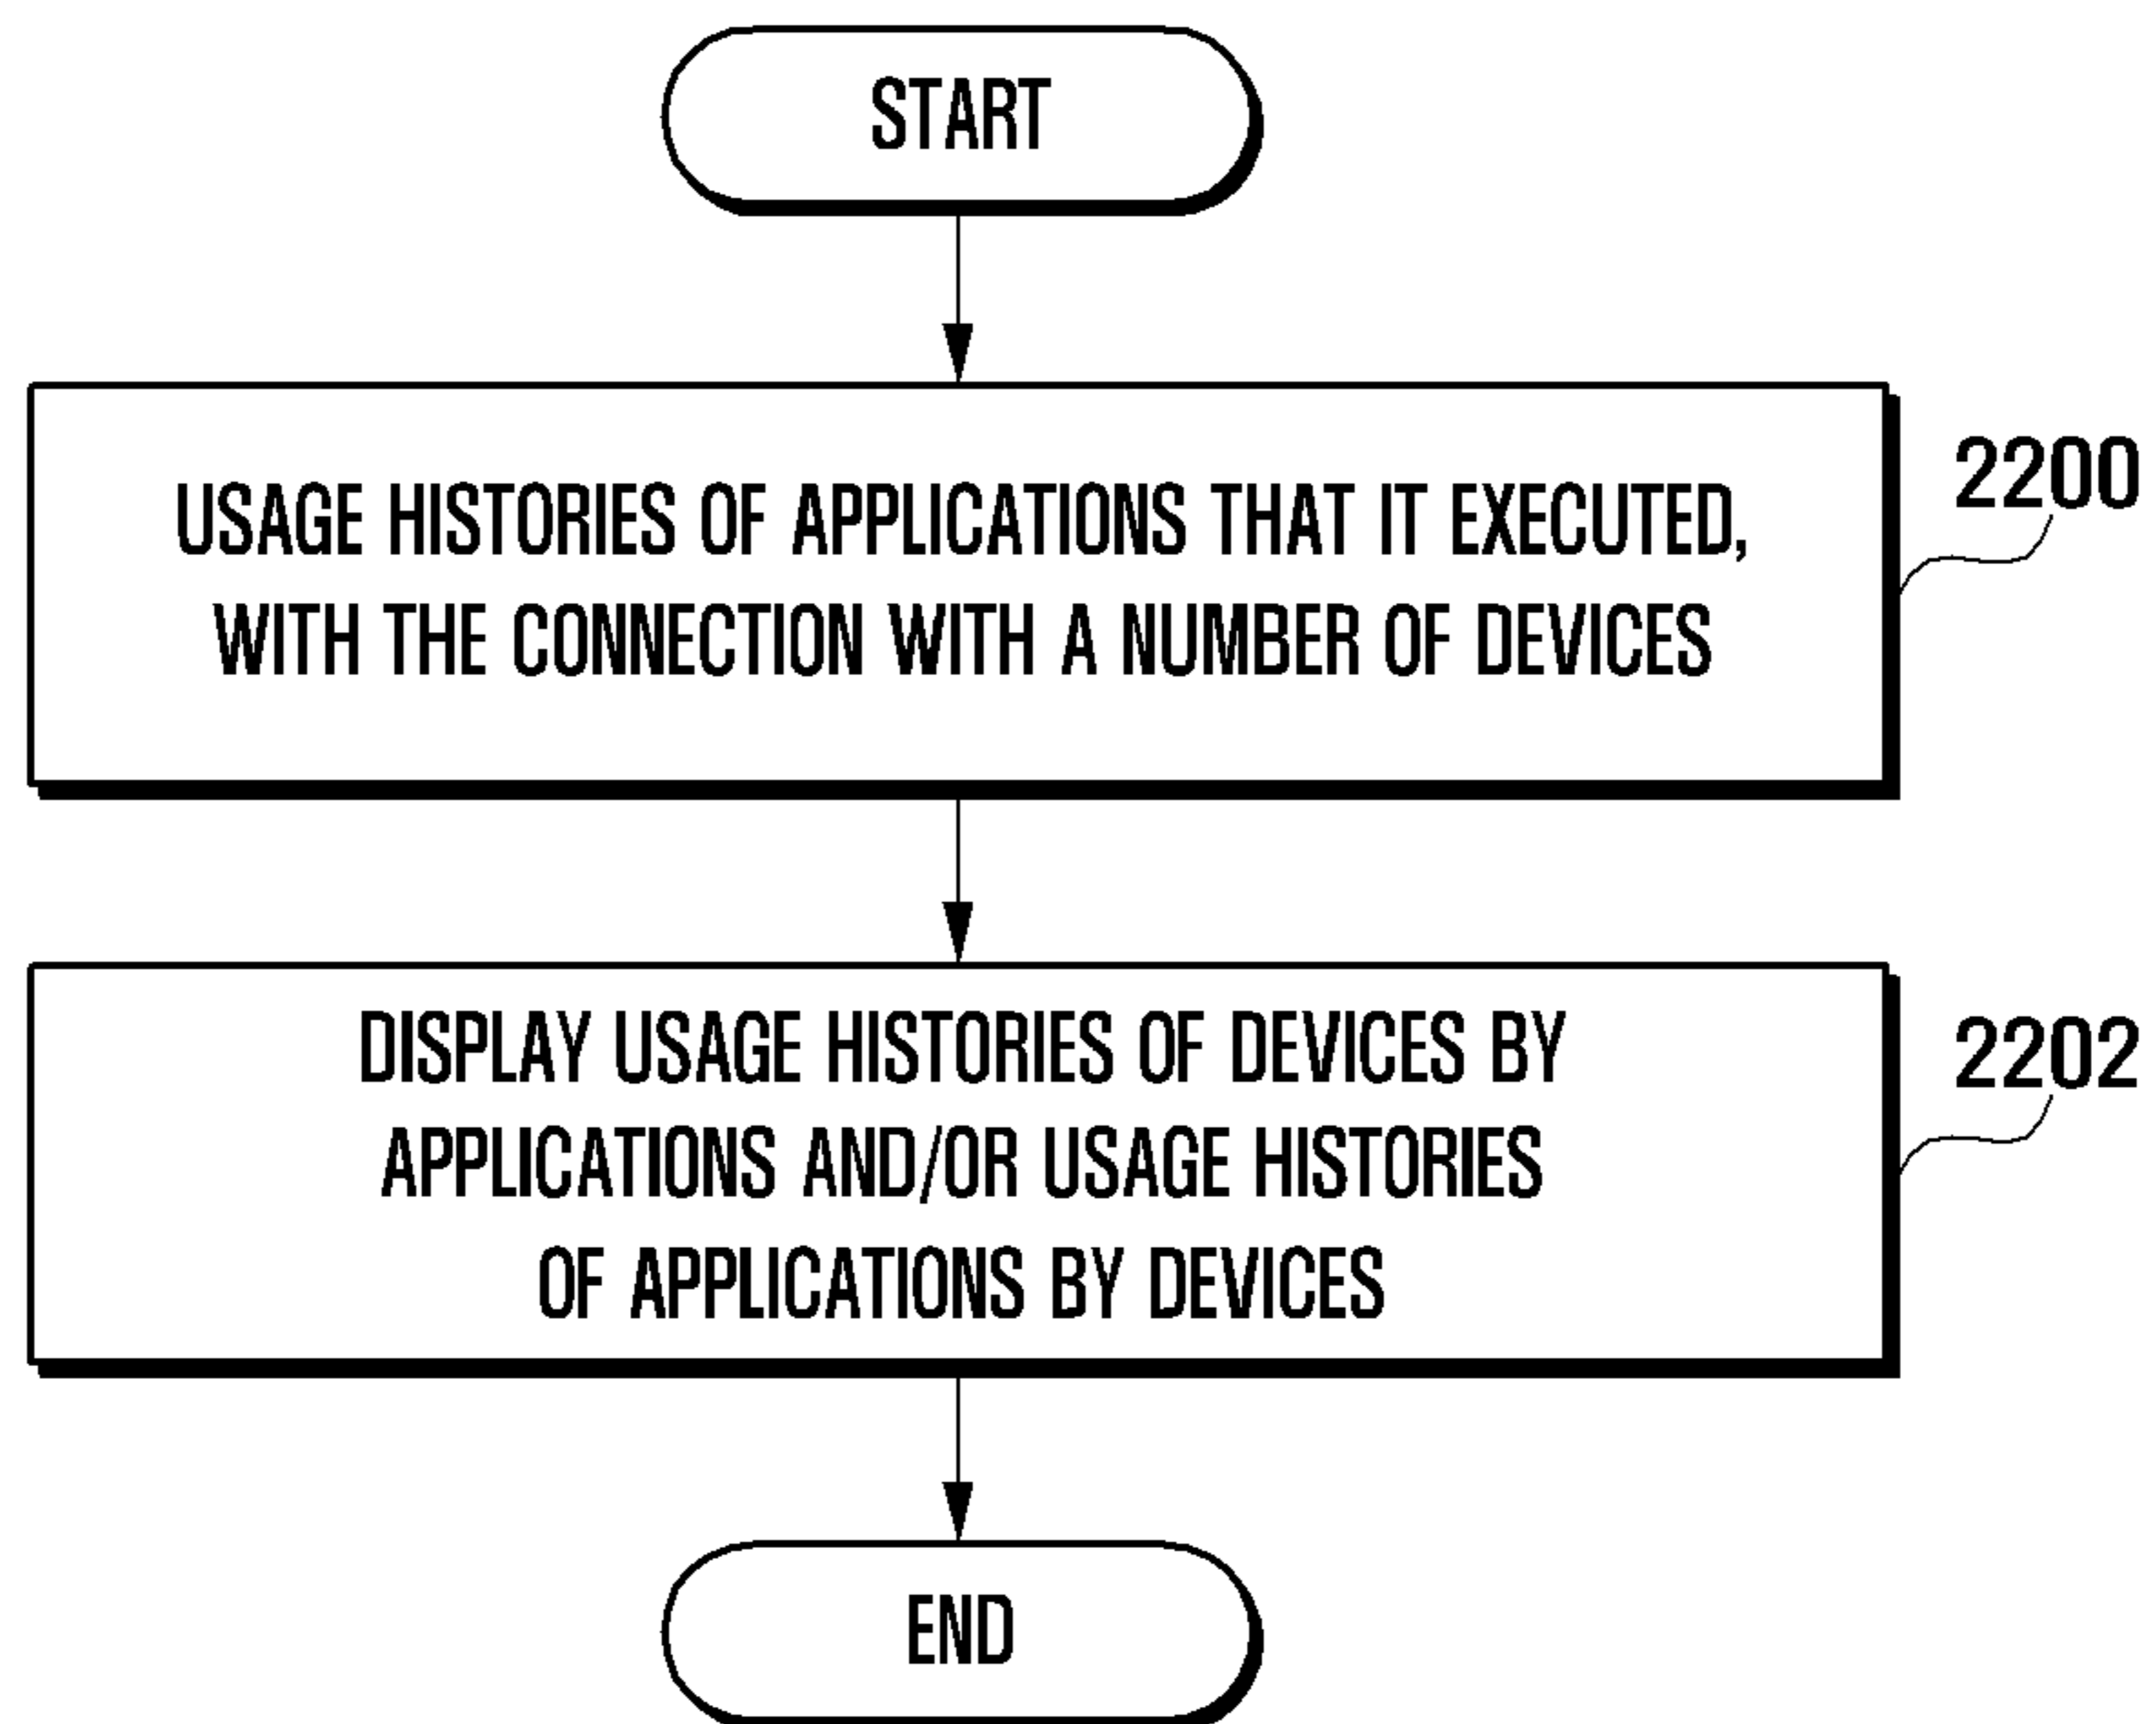 START
USAGE HISTORIES OF APPLICATIONS THAT IT EXECUTED,
WITH THE CONNECTION WITH A NUMBER OF DEVICES
2200
DISPLAY USAGE HISTORIES OF DEVICES BY
APPLICATIONS AND/OR USAGE HISTORIES
OF APPLICATIONS BY DEVICES
2202
END